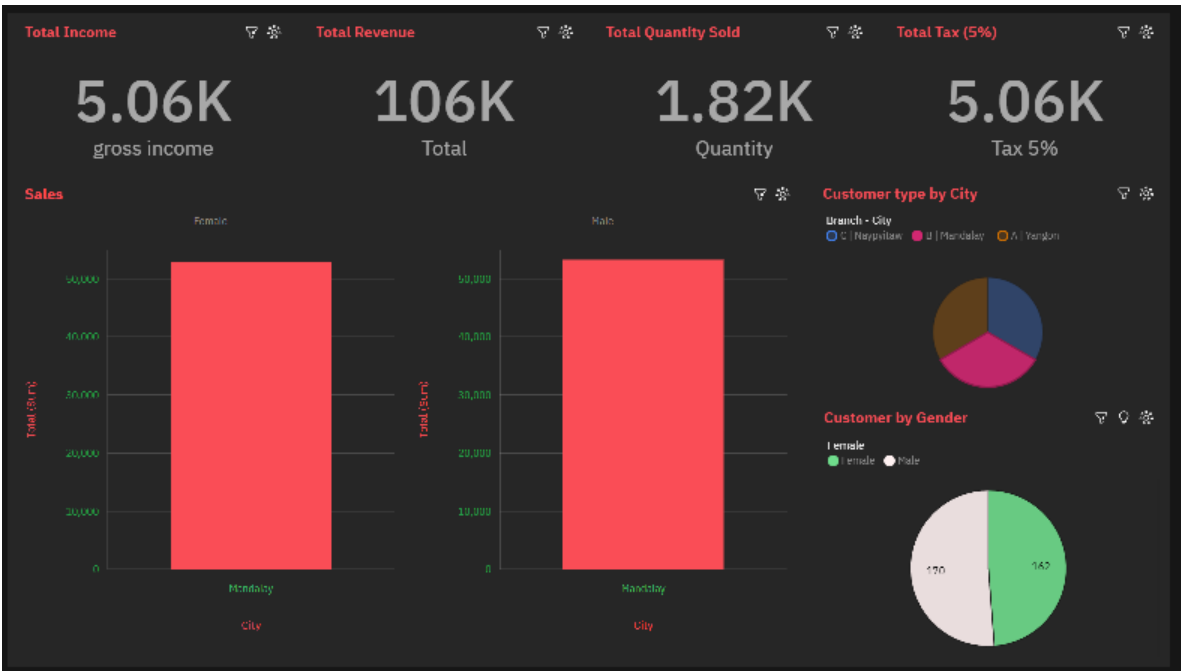 Total Income
Total Revenue
Total Quantity Sold
Total Tax (5%)
5.06K
gross income
106K
Total
1.82K
Quantity
5.06K
Tax 5%
Sales
Female
Male
Total (Sum)
50,000
40,000
30,000
20,000
10,000
0
Mandalay
City
Total (Sum)
50,000
40,000
30,000
20,000
10,000
0
Mandalay
City
Customer type by City
Branch - City
C | Naypyitaw B | Mandalay A | Yangon
Customer by Gender
Female
Female Male
170
162